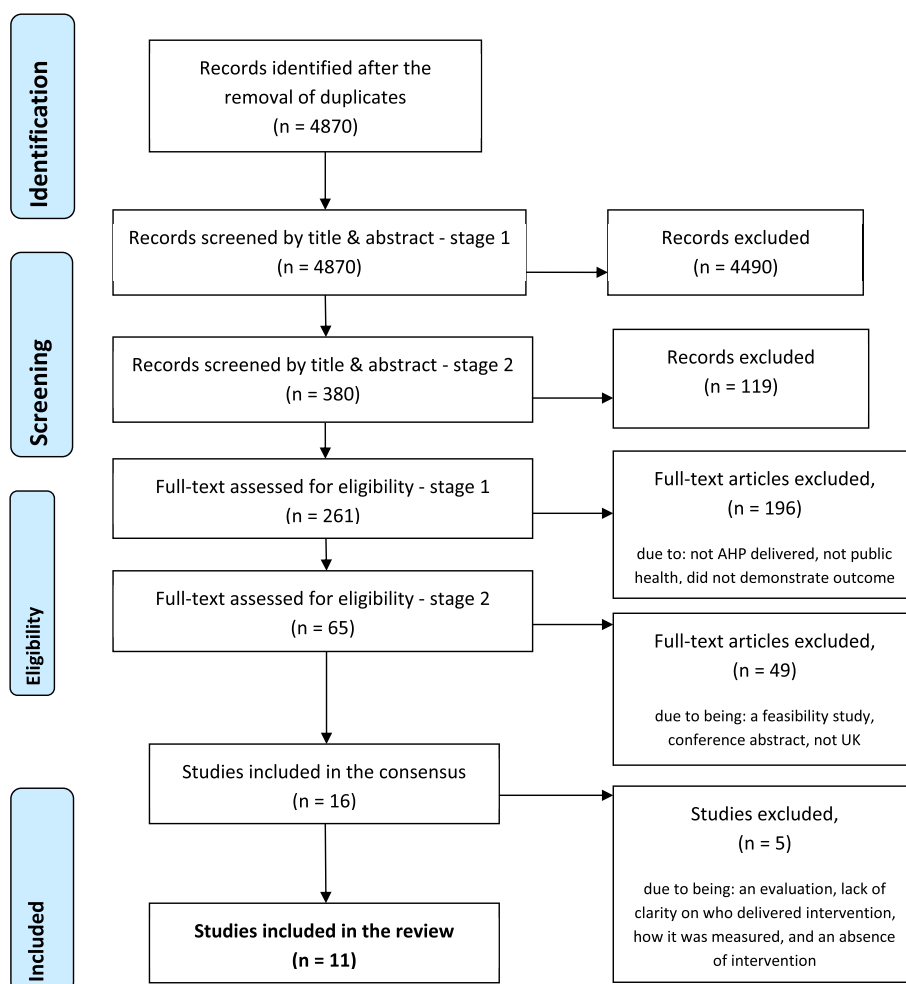 Identification
Records identified after the
removal of duplicates
(n = 4870)
Records screened by title & abstract - stage 1
(n = 4870)
Records excluded
(n = 4490)
Screening
Records screened by title & abstract - stage 2
(n = 380)
Records excluded
(n = 119)
Full-text assessed for eligibility - stage 1
(n = 261)
Full-text articles excluded,
(n = 196)
due to: not AHP delivered, not public
health, did not demonstrate outcome
Eligibility
Full-text assessed for eligibility - stage 2
(n = 65)
Full-text articles excluded,
(n = 49)
due to being: a feasibility study,
conference abstract, not UK
Studies included in the consensus
(n = 16)
Studies excluded,
(n = 5)
due to being: an evaluation, lack of
clarity on who delivered intervention,
how it was measured, and an absence
of intervention
Included
Studies included in the review
(n = 11)